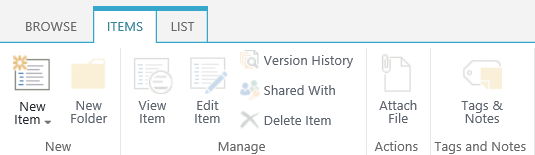 BROWSE ITEMS LIST
New Item
New Folder
View Item
Edit Item
Version History
Shared With
Delete Item
Attach File
Tags & Notes
New Manage Actions Tags and Notes